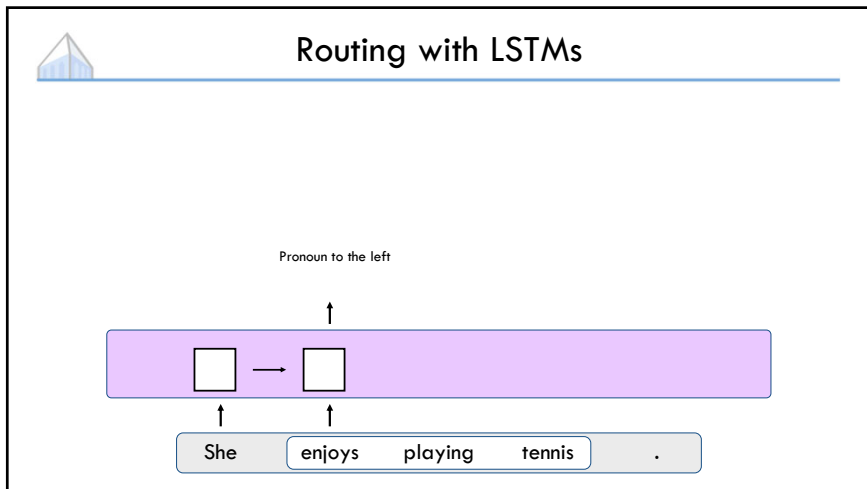 Routing with LSTMs
Pronoun to the left
She enjoys playing tennis .